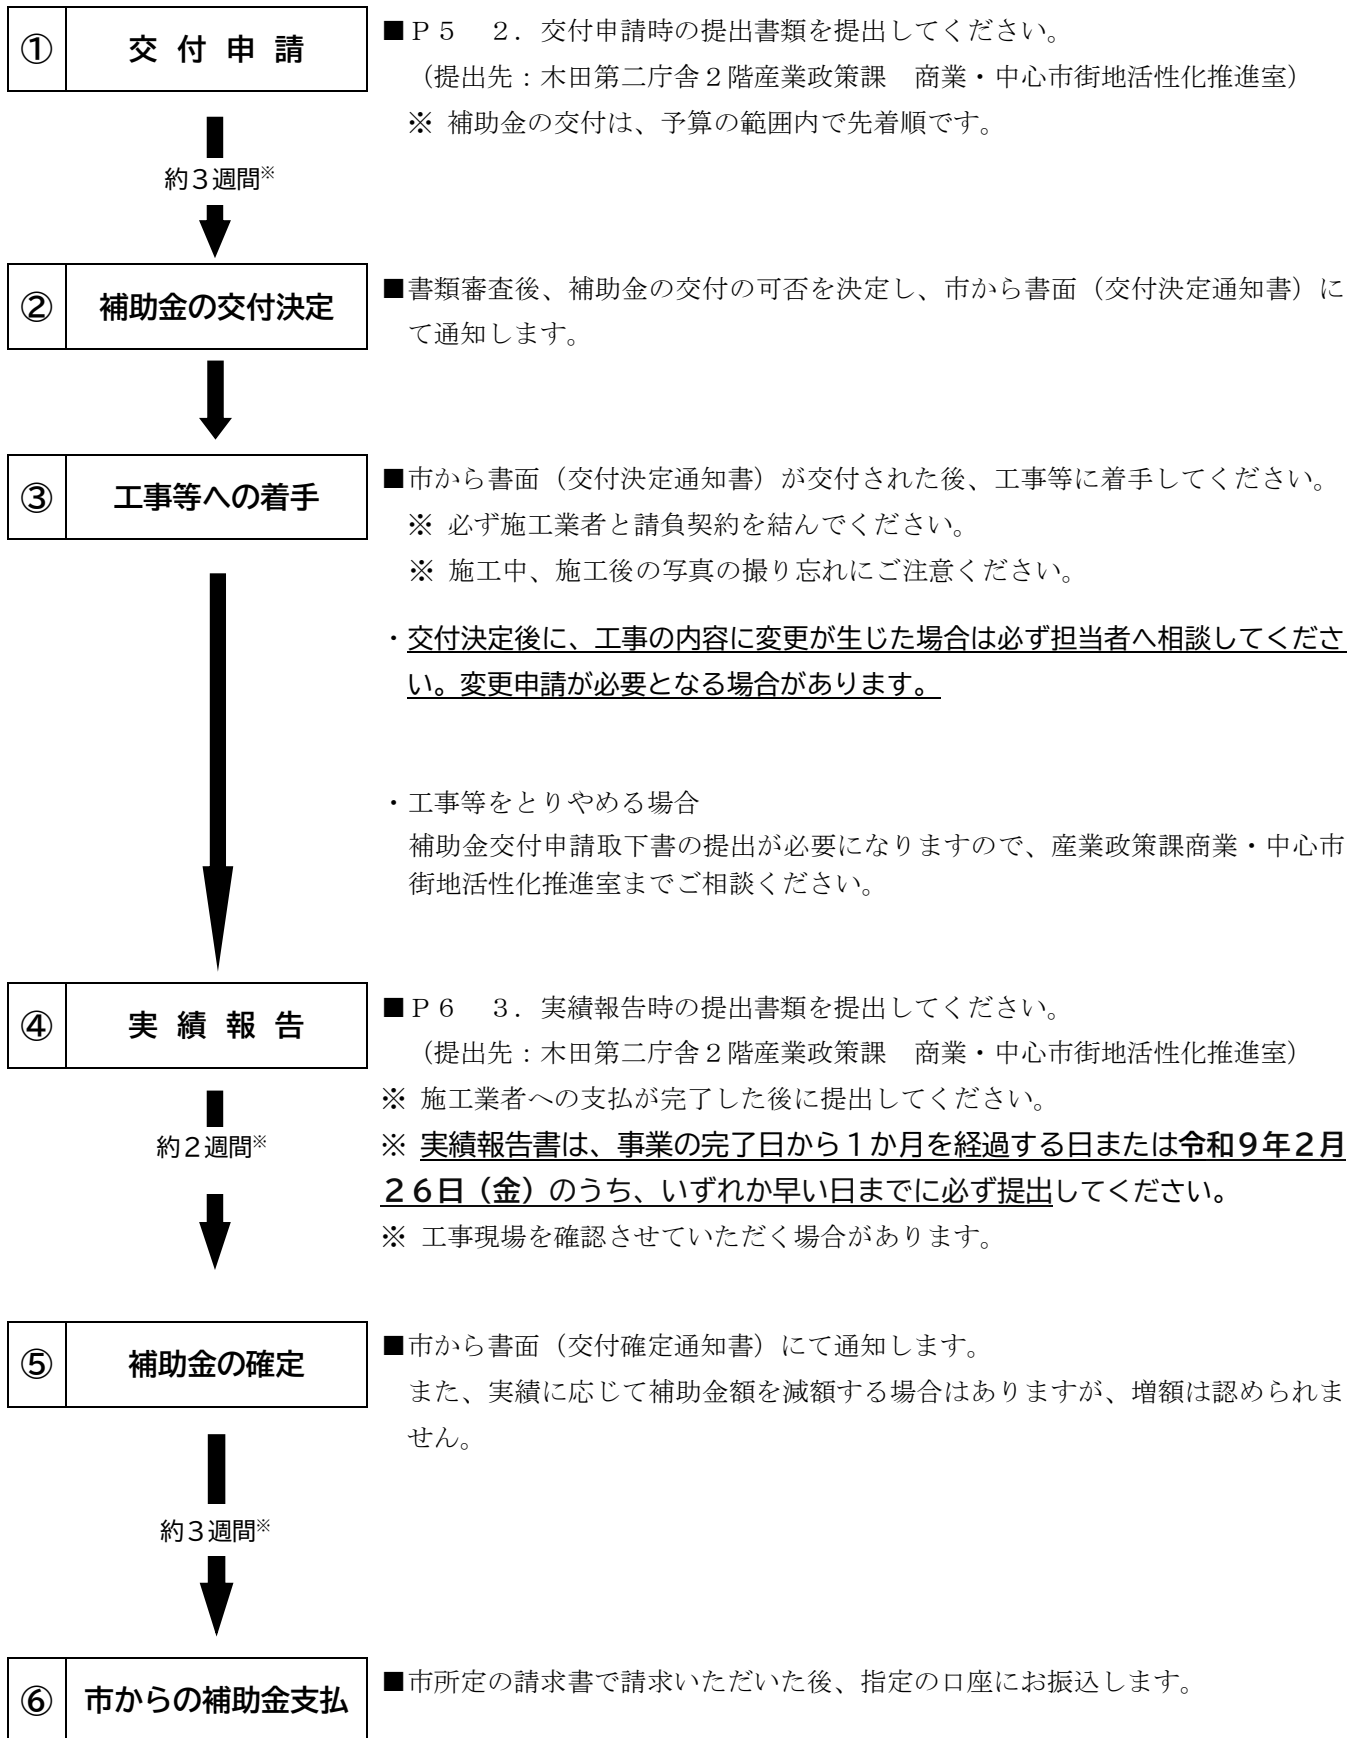 ① 交付申請
■Ｐ５　２．交付申請時の提出書類を提出してください。
（提出先：木田第二庁舎２階産業政策課　商業・中心市街地活性化推進室）
※ 補助金の交付は、予算の範囲内で先着順です。
約３週間※
② 補助金の交付決定
■書類審査後、補助金の交付の可否を決定し、市から書面（交付決定通知書）に
て通知します。
③ 工事等への着手
■市から書面（交付決定通知書）が交付された後、工事等に着手してください。
※ 必ず施工業者と請負契約を結んでください。
※ 施工中、施工後の写真の撮り忘れにご注意ください。
・交付決定後に、工事の内容に変更が生じた場合は必ず担当者へ相談してくださ
い。変更申請が必要となる場合があります。
・工事等をとりやめる場合
補助金交付申請取下書の提出が必要になりますので、産業政策課商業・中心市
街地活性化推進室までご相談ください。
④ 実績報告
■Ｐ６　３．実績報告時の提出書類を提出してください。
（提出先：木田第二庁舎２階産業政策課　商業・中心市街地活性化推進室）
※ 施工業者への支払が完了した後に提出してください。
約２週間※
※ 実績報告書は、事業の完了日から１か月を経過する日または令和９年２月
２６日（金）のうち、いずれか早い日までに必ず提出してください。
※ 工事現場を確認させていただく場合があります。
⑤ 補助金の確定
■市から書面（交付確定通知書）にて通知します。
また、実績に応じて補助金額を減額する場合はありますが、増額は認められま
せん。
約３週間※
⑥ 市からの補助金支払
■市所定の請求書で請求いただいた後、指定の口座にお振込します。